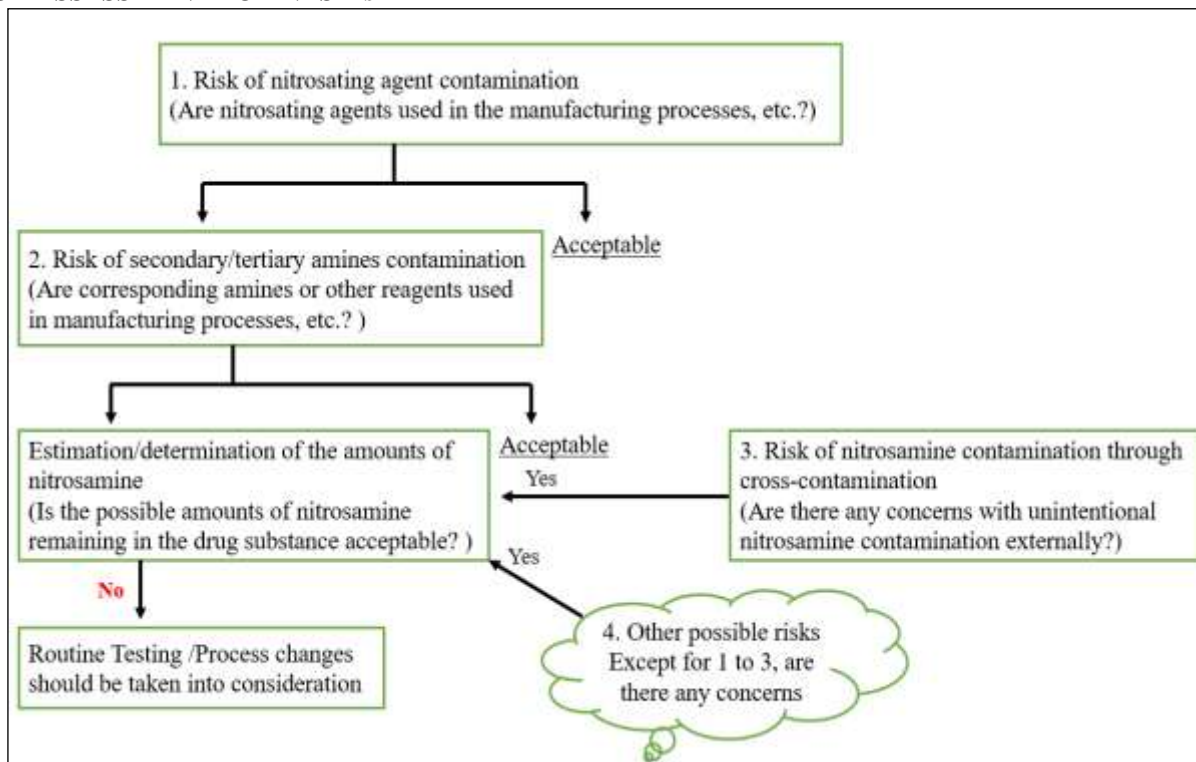 1. Risk of nitrosating agent contamination
(Are nitrosating agents used in the manufacturing processes, etc.?)
Acceptable
2. Risk of secondary/tertiary amines contamination
(Are corresponding amines or other reagents used
in manufacturing processes, etc.? )
Estimation/determination of the amounts of
nitrosamine
(Is the possible amounts of nitrosamine
remaining in the drug substance acceptable? )
Acceptable
Yes
3. Risk of nitrosamine contamination through
cross-contamination
(Are there any concerns with unintentional
nitrosamine contamination externally?)
Yes
No
Routine Testing /Process changes
should be taken into consideration
4. Other possible risks
Except for 1 to 3, are
there any concerns